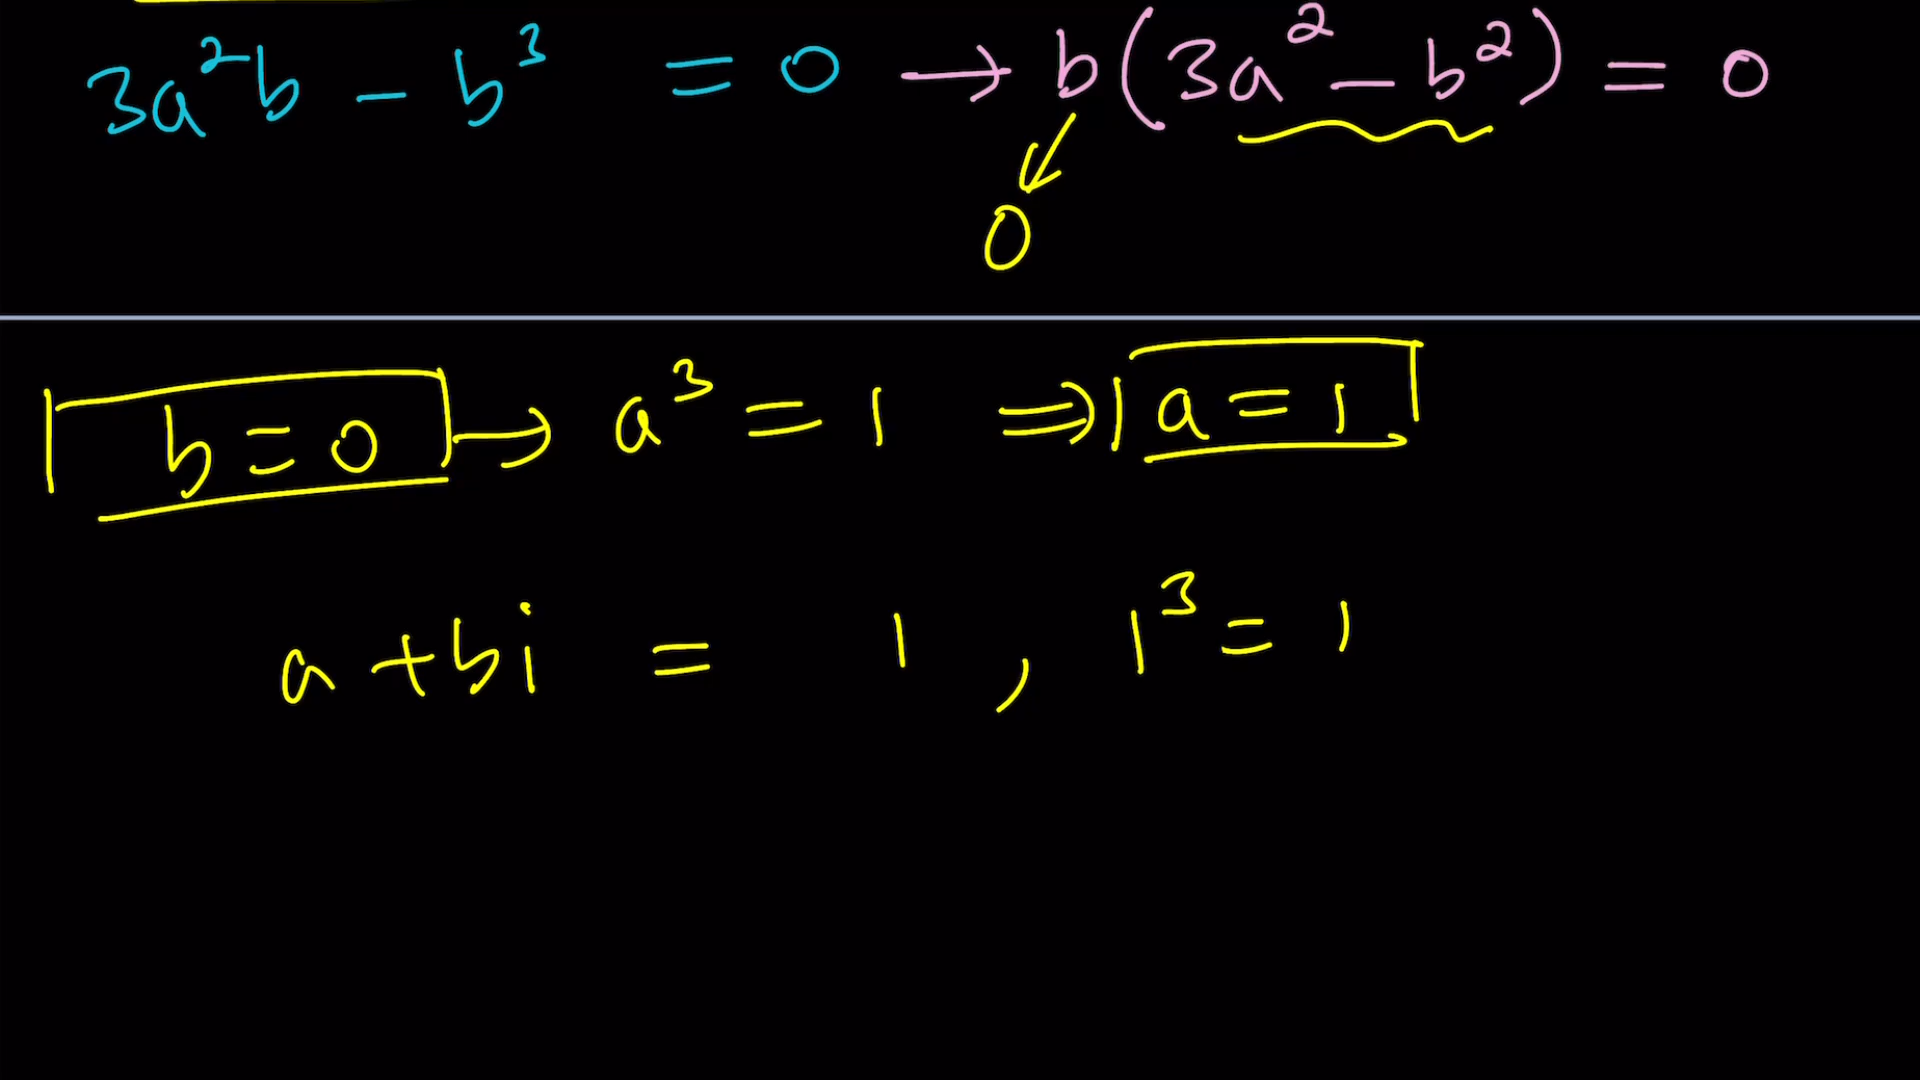 3a²b - b³ = 0 → b(3a² - b²) = 0
0
b = 0 → a³ = 1 ⇒ a = 1
a + bi = 1 , 1³ = 1